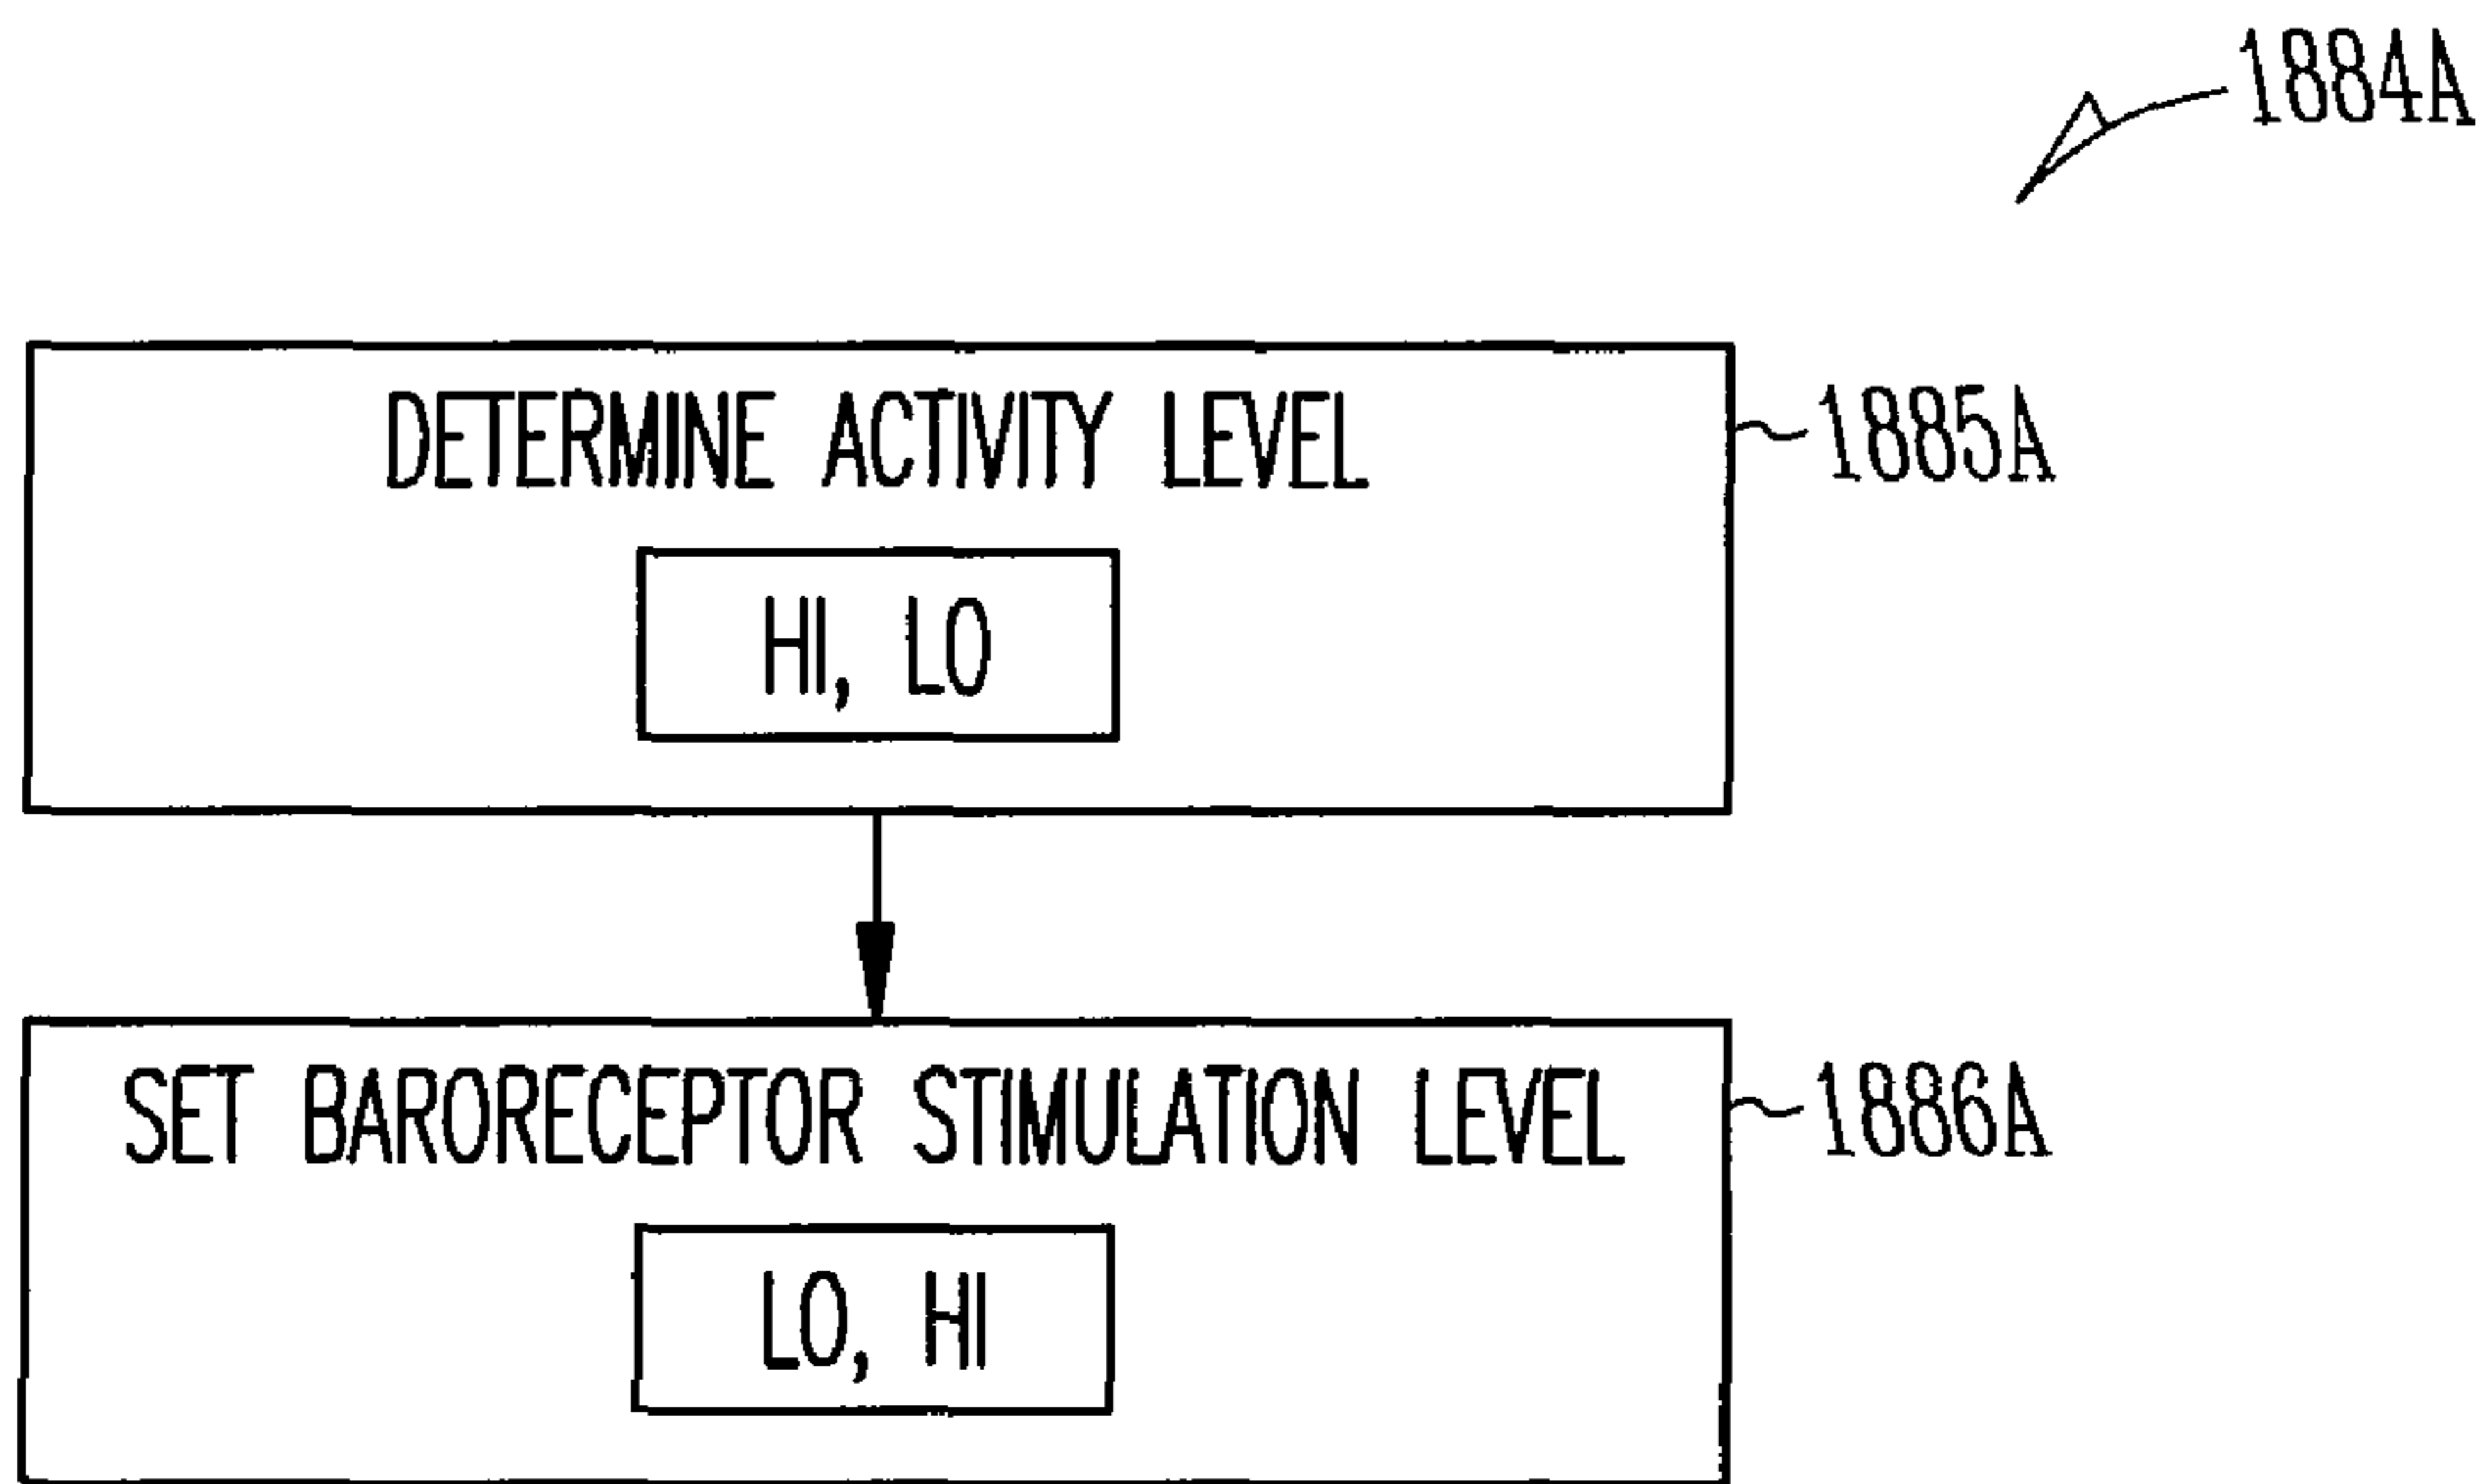 1884A
DETERMINE ACTIVITY LEVEL
1885A
HI, LO
SET BARORECEPTOR STIMULATION LEVEL
1886A
LO, HI